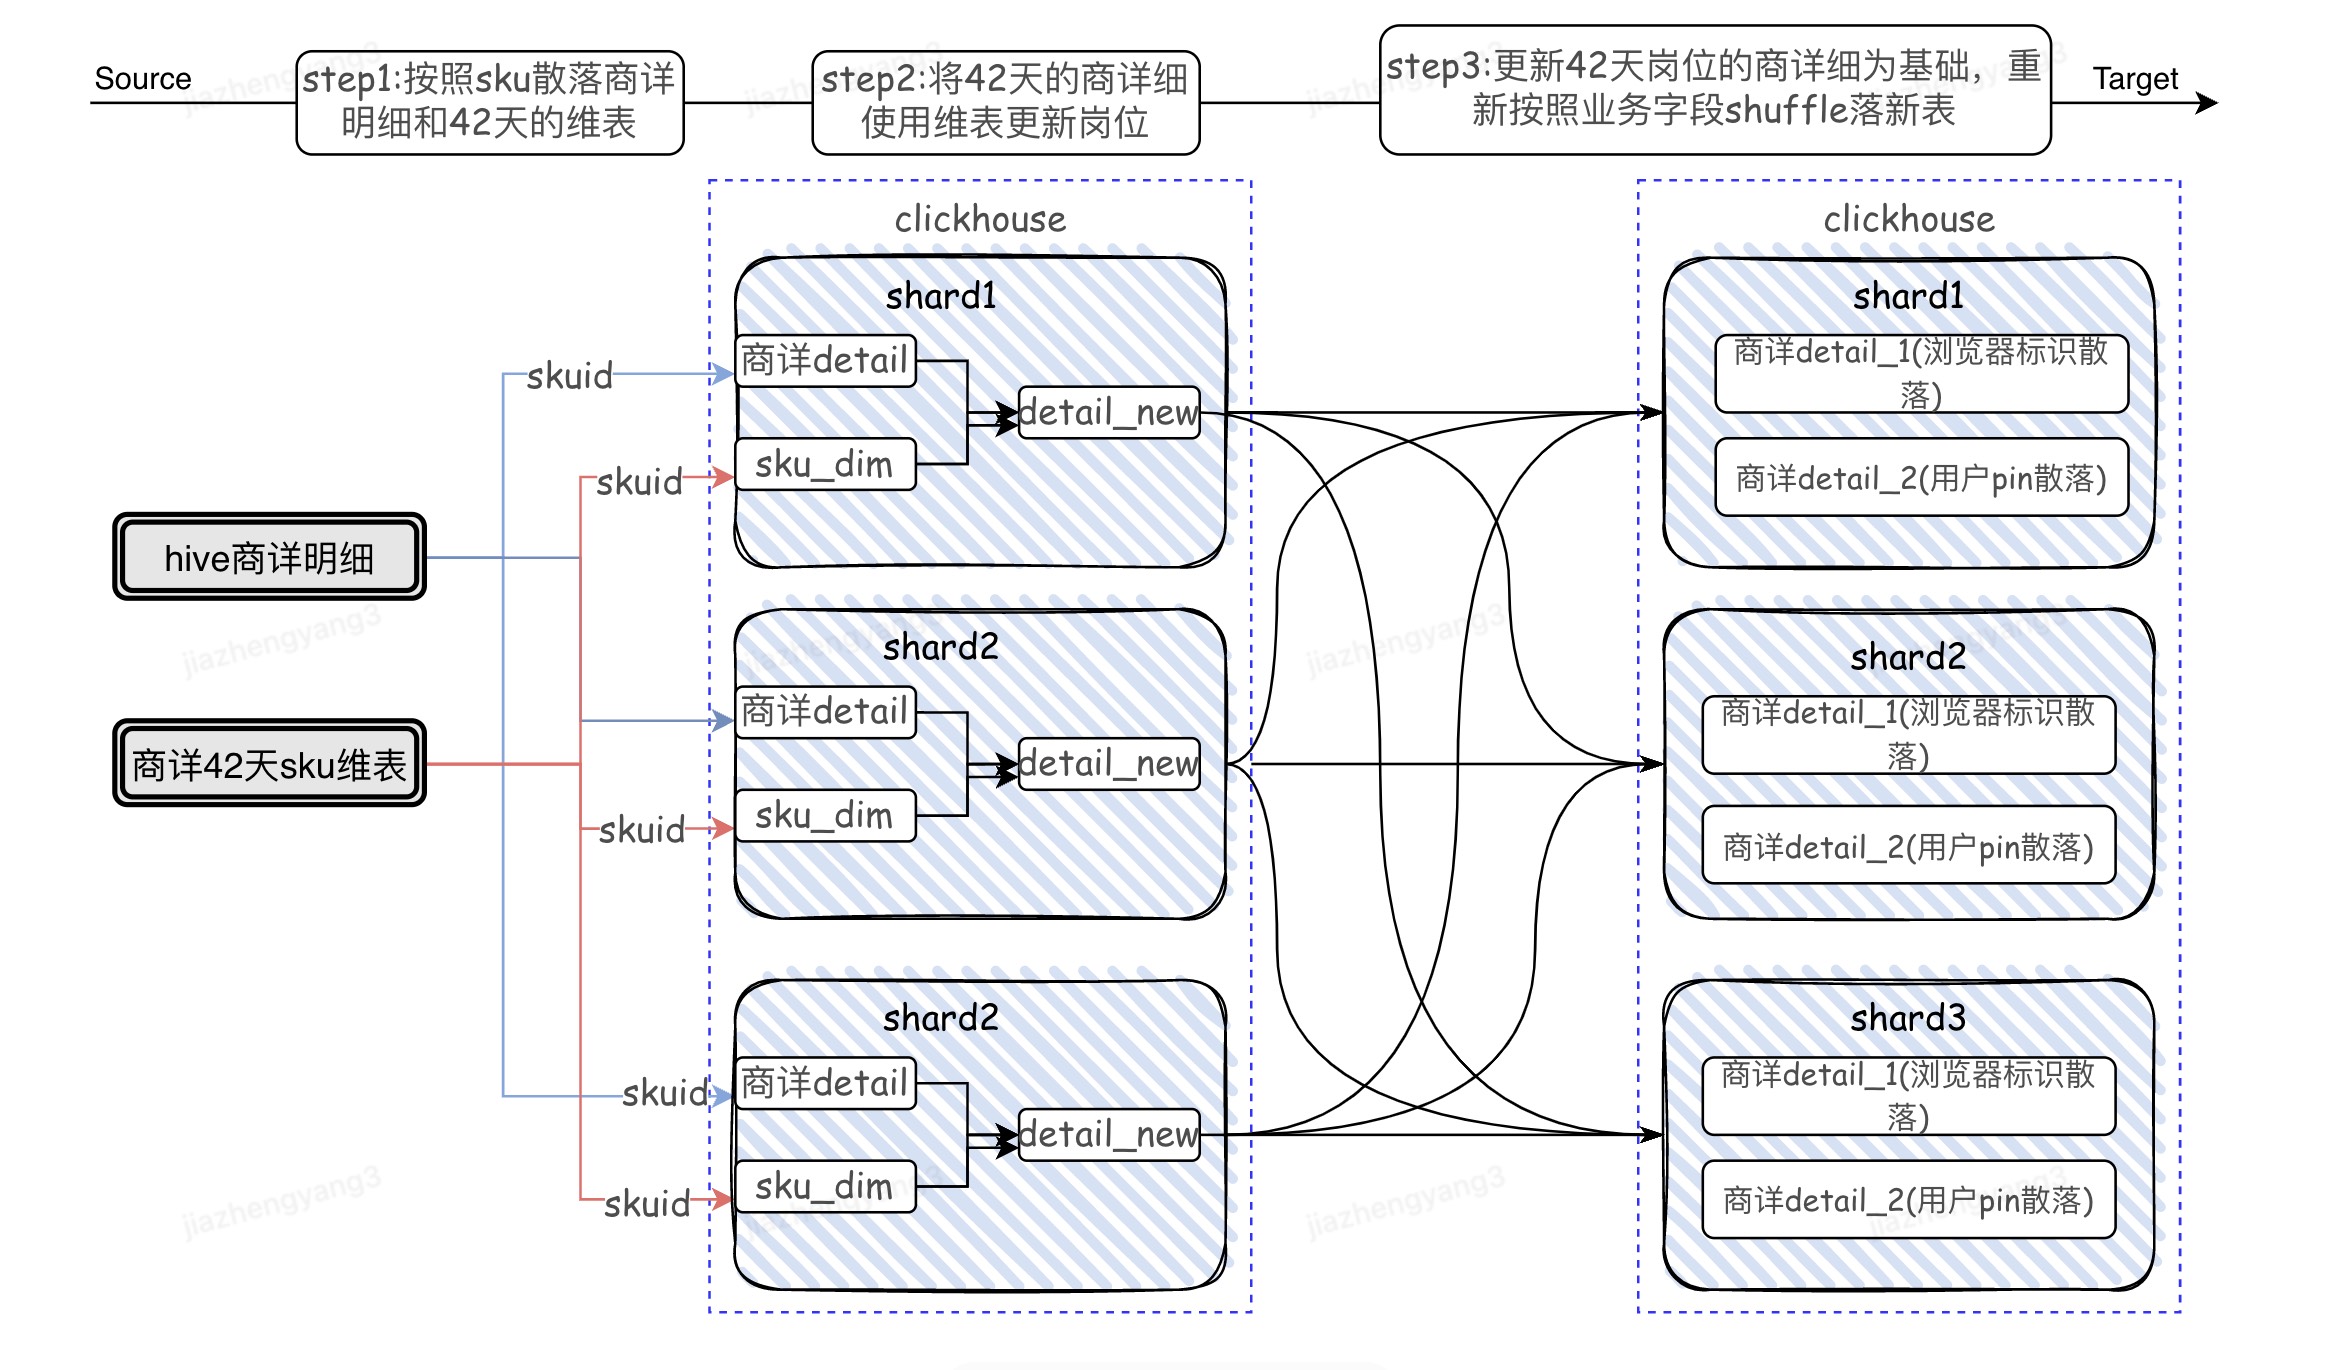 Source
step1:按照sku散落商详
明细和42天的维表
step2:将42天的商详细
使用维表更新岗位
step3:更新42天岗位的商详细为基础，重
新按照业务字段shuffle落新表
Target
clickhouse
shard1
商详detail
sku_dim
detail_new
skuid
skuid
hive商详明细
商详42天sku维表
shard2
商详detail
sku_dim
detail_new
skuid
shard2
商详detail
sku_dim
detail_new
skuid
skuid
clickhouse
shard1
商详detail_1(浏览器标识散
落)
商详detail_2(用户pin散落)
shard2
商详detail_1(浏览器标识散
落)
商详detail_2(用户pin散落)
shard3
商详detail_1(浏览器标识散
落)
商详detail_2(用户pin散落)
jiazhengyang3
jiazhengyang3
jiazhengyang3
jiazhengyang3
jiazhengyang3
jiazhengyang3
jiazhengyang3
jiazhengyang3
jiazhengyang3
jiazhengyang3
jiazhengyang3
jiazhengyang3